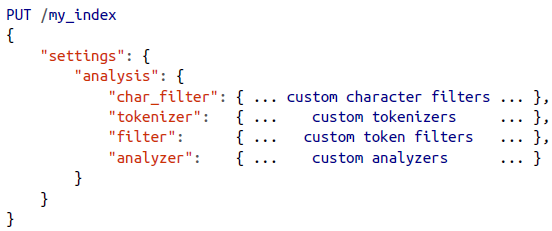 PUT /my_index
{
    "settings": {
        "analysis": {
            "char_filter": { ... custom character filters ... },
            "tokenizer":   { ...    custom tokenizers     ... },
            "filter":      { ...   custom token filters   ... },
            "analyzer":    { ...    custom analyzers      ... }
        }
    }
}